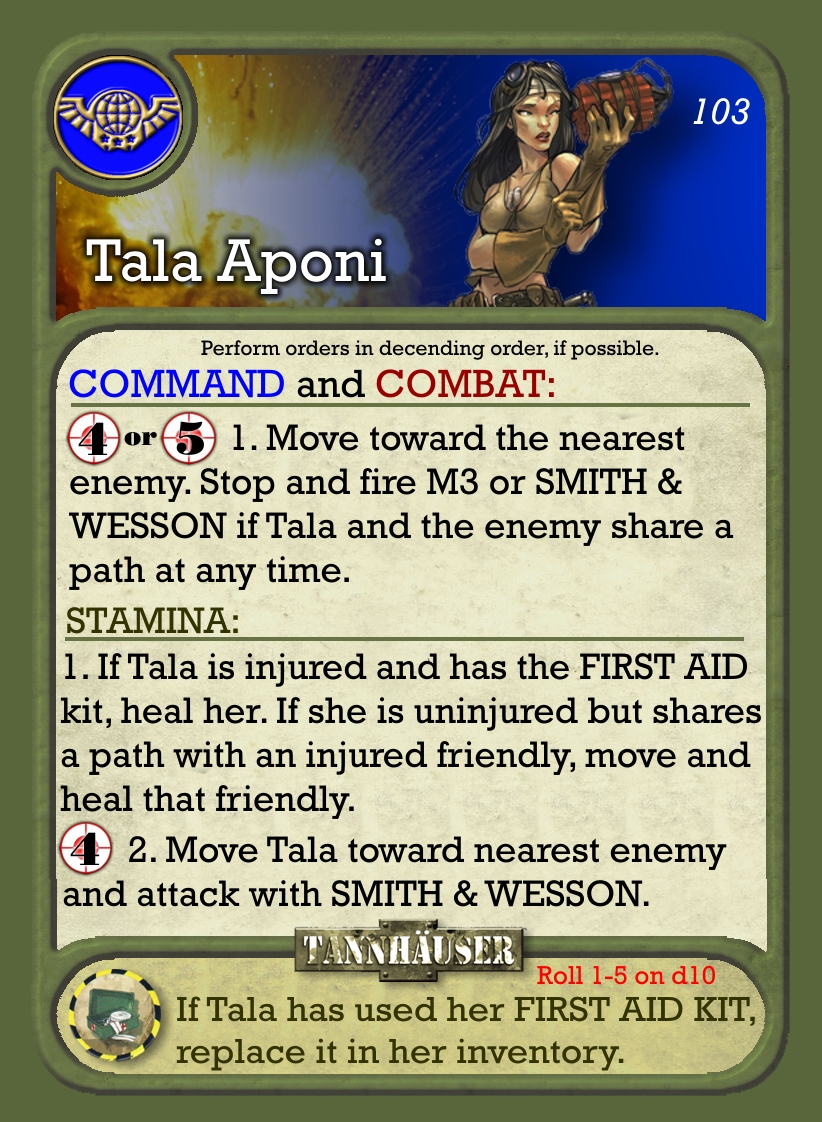 103
Tala Aponi
Perform orders in decending order, if possible.
COMMAND and COMBAT:
4 or 5 1. Move toward the nearest
enemy. Stop and fire M3 or SMITH &
WESSON if Tala and the enemy share a
path at any time.
STAMINA:
1. If Tala is injured and has the FIRST AID
kit, heal her. If she is uninjured but shares
a path with an injured friendly, move and
heal that friendly.
4 2. Move Tala toward nearest enemy
and attack with SMITH & WESSON.
TANNHÄUSER
Roll 1-5 on d10
If Tala has used her FIRST AID KIT,
replace it in her inventory.